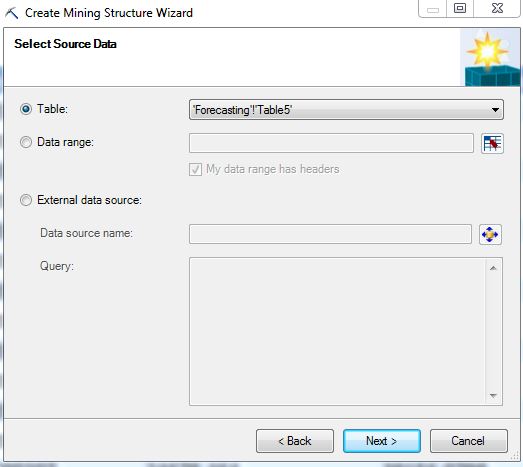 Create Mining Structure Wizard
Select Source Data
Table:
'Forecasting'!'Table5'
Data range:
My data range has headers
External data source:
Data source name:
Query:
< Back
Next >
Cancel